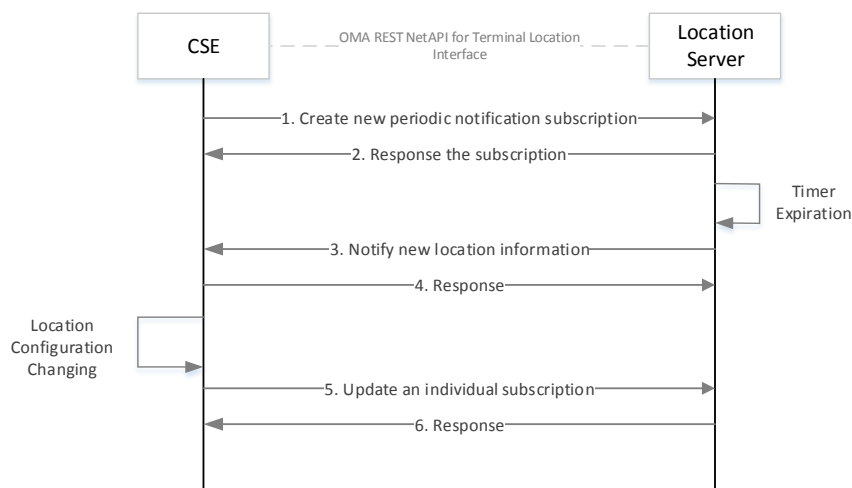 CSE
OMA REST NetAPI for Terminal Location
Interface
Location
Server
1. Create new periodic notification subscription
2. Response the subscription
Timer
Expiration
3. Notify new location information
4. Response
Location
Configuration
Changing
5. Update an individual subscription
6. Response